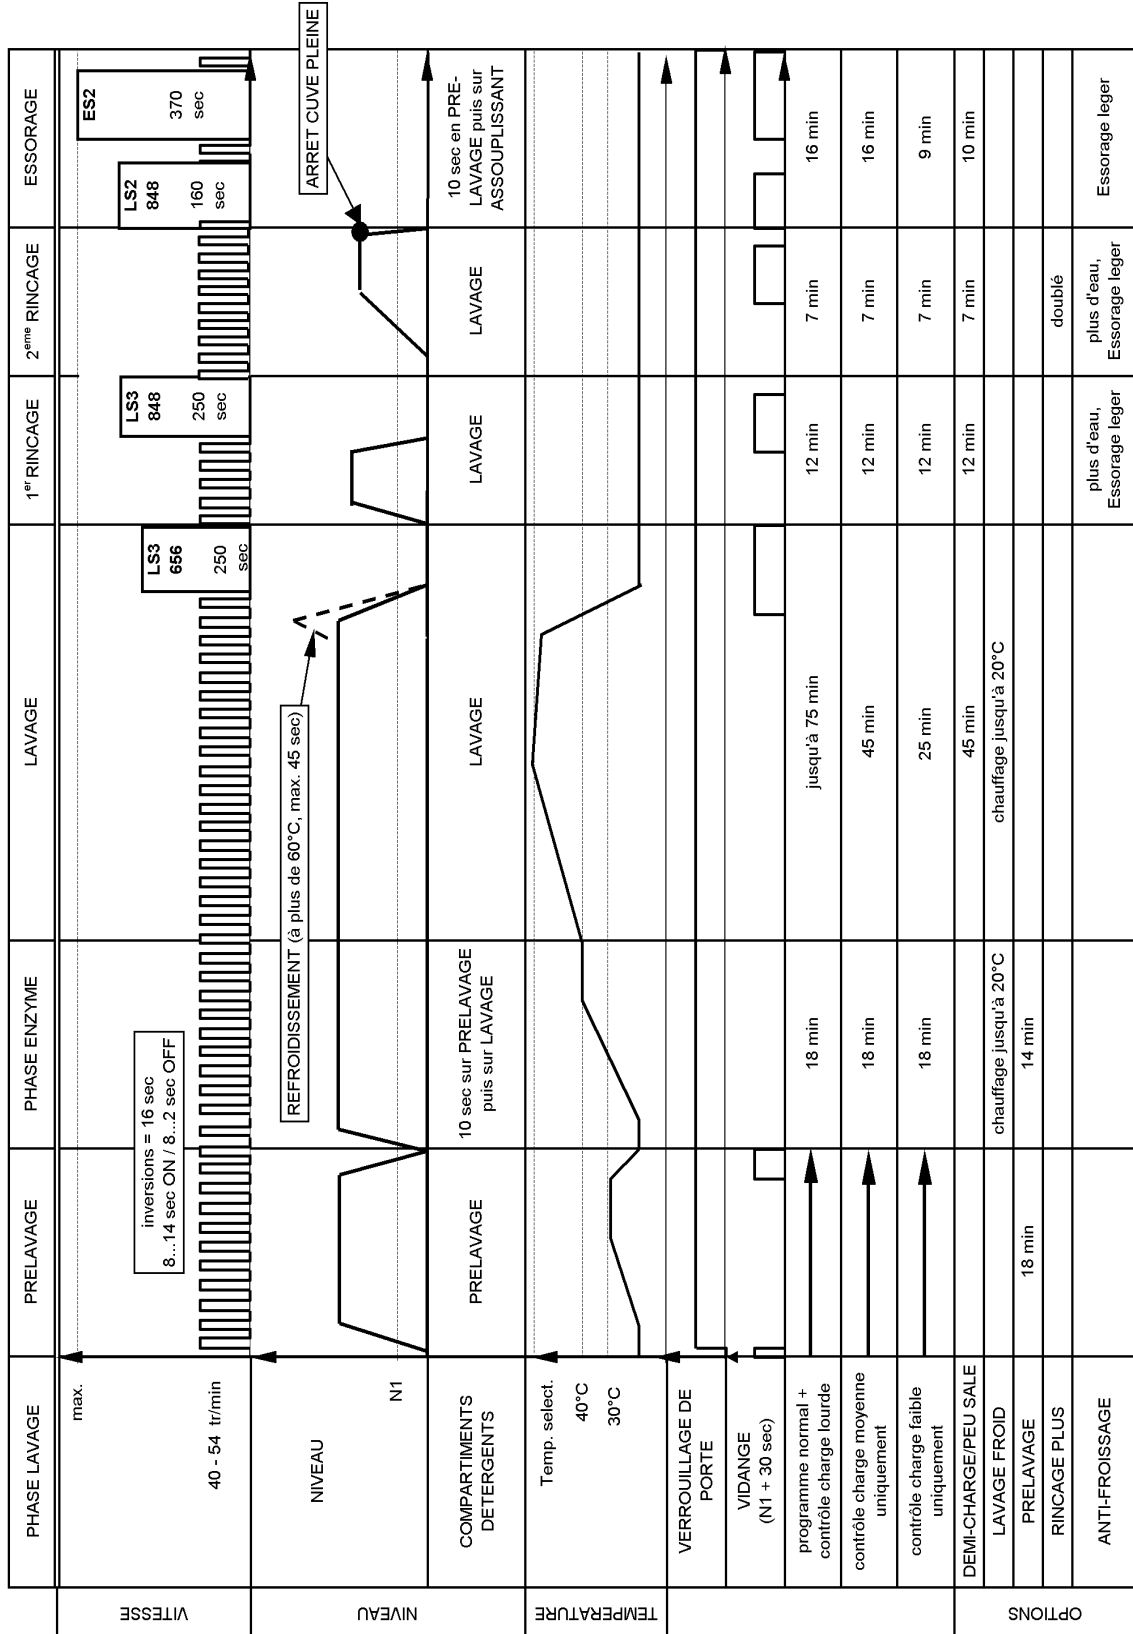 PHASE LAVAGE
PRELAVAGE
PHASE ENZYME
LAVAGE
1er RINCAGE
2eme RINCAGE
ESSORAGE
VITESSE
max.
40 - 54 tr/min
inversions = 16 sec
8...14 sec ON / 8...2 sec OFF
LS3
656
250
sec
LS3
848
250
sec
LS2
848
160
sec
ES2
370
sec
NIVEAU
NIVEAU
N1
REFROIDISSEMENT (à plus de 60°C, max. 45 sec)
ARRET CUVE PLEINE
COMPARTIMENTS
DETERGENTS
PRELAVAGE
10 sec sur PRELAVAGE
puis sur LAVAGE
LAVAGE
LAVAGE
LAVAGE
10 sec en PRE-
LAVAGE puis sur
ASSOUPLISSANT
TEMPERATURE
Temp. select.
40°C
30°C
VERROUILLAGE DE
PORTE
VIDANGE
(N1 + 30 sec)
programme normal +
contrôle charge lourde
18 min
jusqu'à 75 min
12 min
7 min
16 min
contrôle charge moyenne
uniquement
18 min
45 min
12 min
7 min
16 min
contrôle charge faible
uniquement
18 min
25 min
12 min
7 min
9 min
OPTIONS
DEMI-CHARGE/PEU SALE
45 min
12 min
7 min
10 min
LAVAGE FROID
chauffage jusqu'à 20°C
chauffage jusqu'à 20°C
PRELAVAGE
18 min
14 min
RINCAGE PLUS
doublé
ANTI-FROISSAGE
plus d'eau,
Essorage leger
plus d'eau,
Essorage leger
Essorage leger